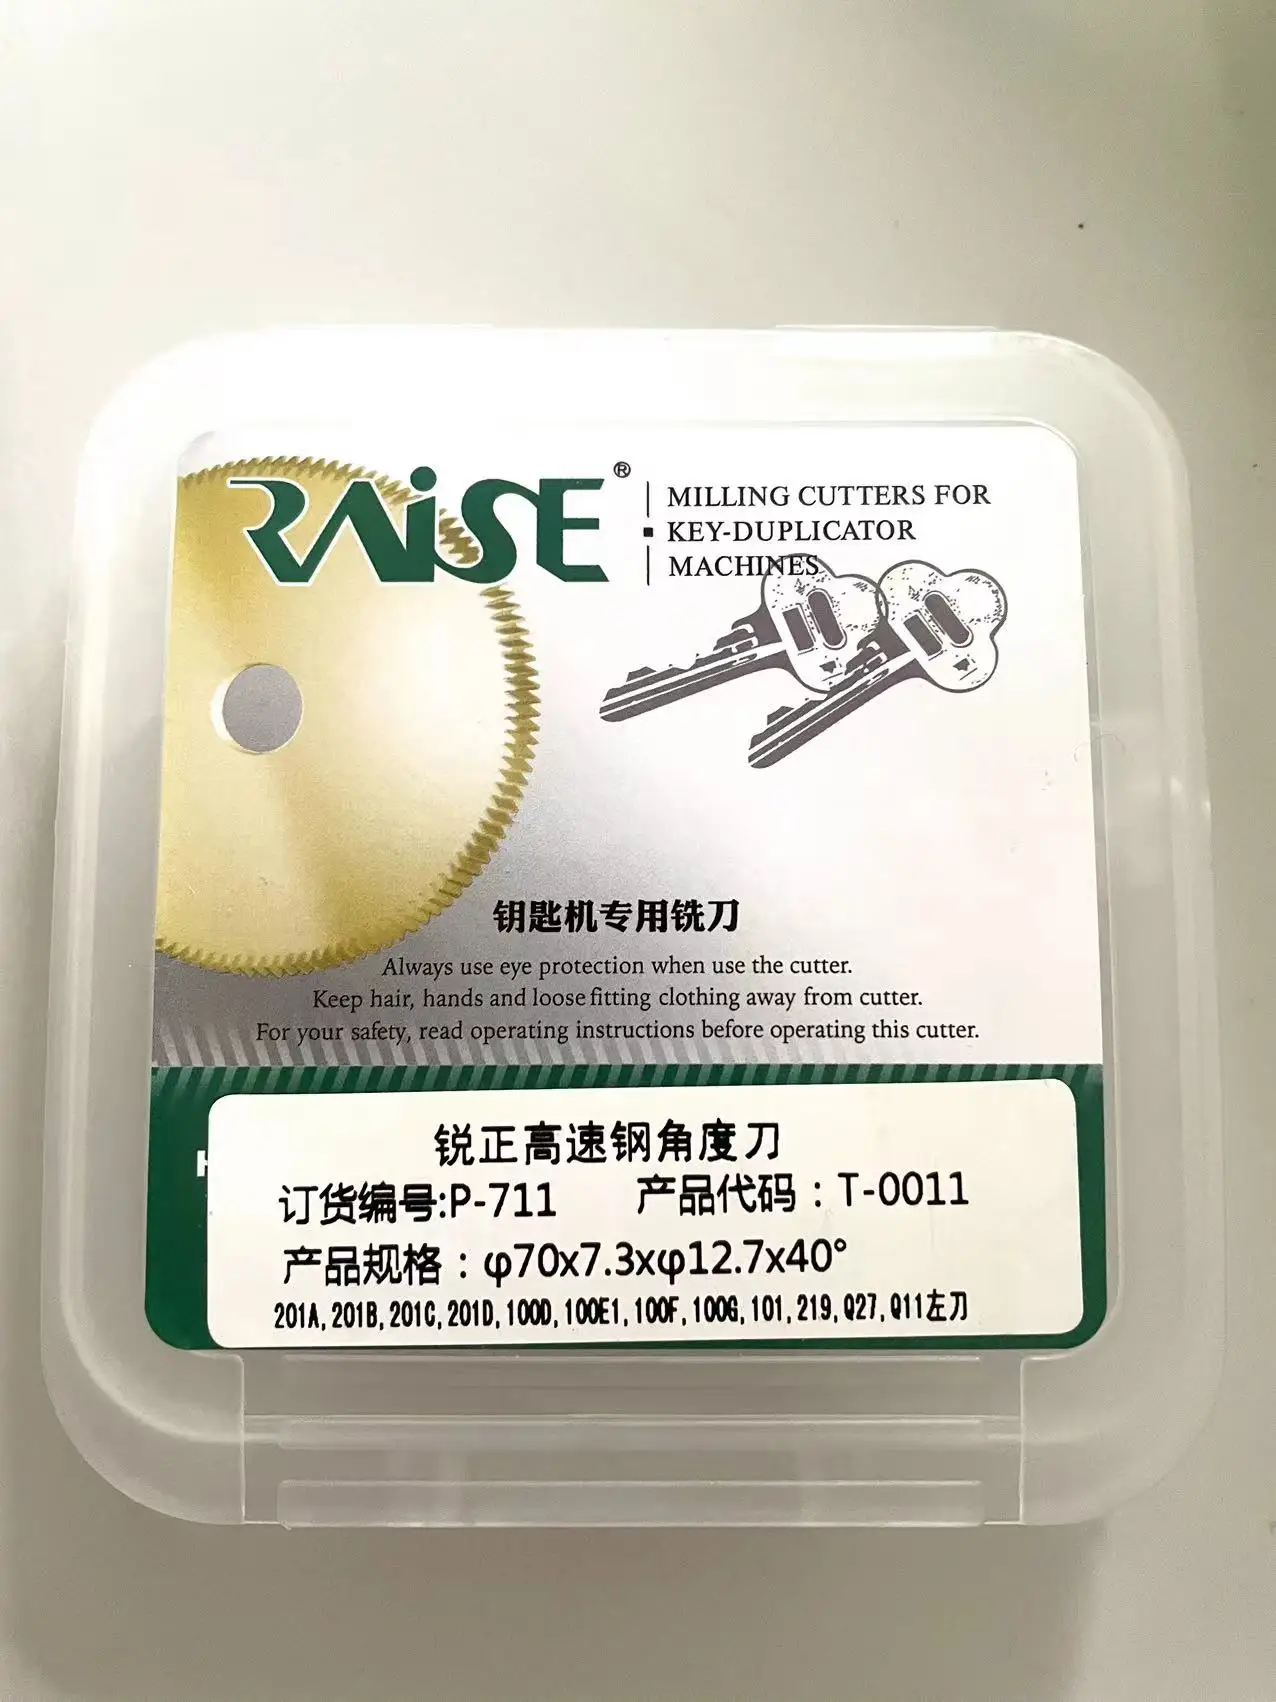 RAISE®
MILLING CUTTERS FOR
KEY-DUPLICATOR
MACHINES
钥匙机专用铣刀
Always use eye protection when use the cutter.
Keep hair, hands and loose fitting clothing away from cutter.
For your safety, read operating instructions before operating this cutter.
锐正高速钢角度刀
订货编号:P-711 产品代码：T-0011
产品规格：φ70x7.3xφ12.7x40°
201A,201B,201C,201D,100D,100E1,100F,100G,101,219,Q27,Q11左刀